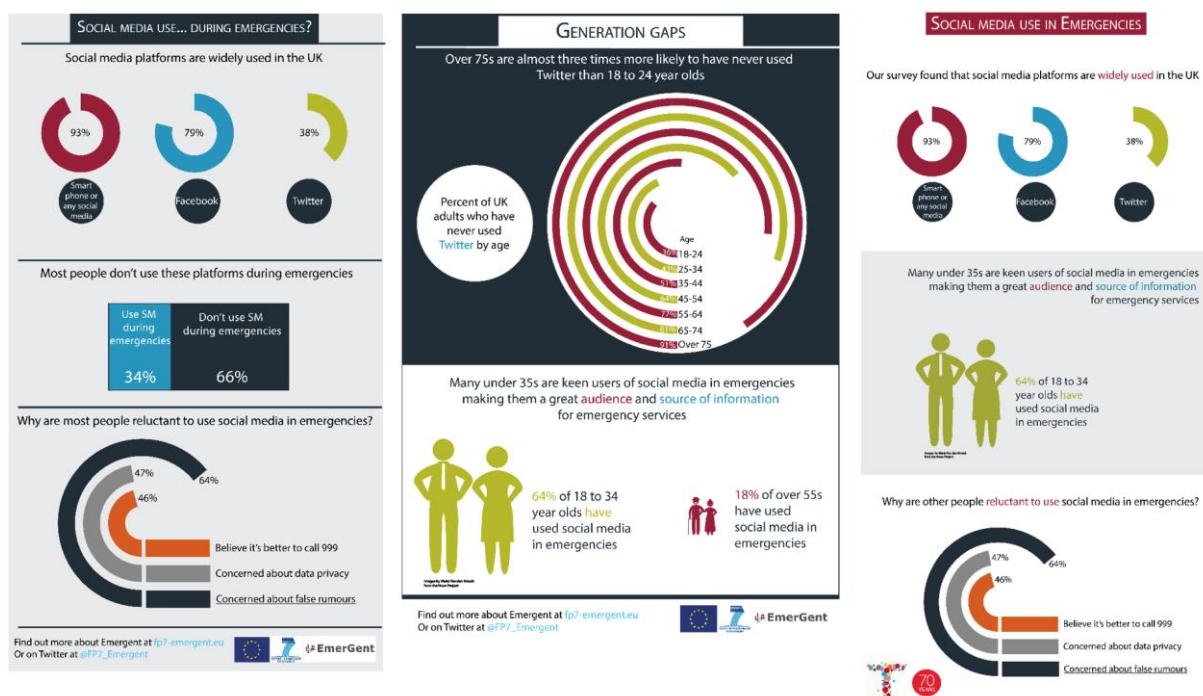 SOCIAL MEDIA USE... DURING EMERGENCIES?
Social media platforms are widely used in the UK
93%
79%
38%
Smart
phone or
any social
media
Facebook
Twitter
Most people don't use these platforms during emergencies
Use SM
during
emergencies
34%
Don't use SM
during emergencies
66%
Why are most people reluctant to use social media in emergencies?
47%
64%
46%
Believe it's better to call 999
Concerned about data privacy
Concerned about false rumours
Find out more about Emergent at fp7-emergent.eu
Or on Twitter at @FP7_Emergent
EmerGent
GENERATION GAPS
Over 75s are almost three times more likely to have never used
Twitter than 18 to 24 year olds
Percent of UK
adults who have
never used
Twitter by age
Age
18-24
25-34
51% 35-44
64% 45-54
77% 55-64
81% 65-74
91% Over 75
Many under 35s are keen users of social media in emergencies
making them a great audience and source of information
for emergency services
64% of 18 to 34
year olds have
used social media
in emergencies
18% of over 55s
have used
social media in
emergencies
Find out more about Emergent at fp7-emergent.eu
Or on Twitter at @FP7_Emergent
EmerGent
SOCIAL MEDIA USE IN EMERGENCIES
Our survey found that social media platforms are widely used in the UK
93%
79%
38%
Smart
phone or
any social
media
Facebook
Twitter
Many under 35s are keen users of social media in emergencies
making them a great audience and source of information
for emergency services
64% of 18 to 34
year olds have
used social media
in emergencies
Why are other people reluctant to use social media in emergencies?
47%
64%
46%
Believe it's better to call 999
Concerned about data privacy
Concerned about false rumours
70
YEARS